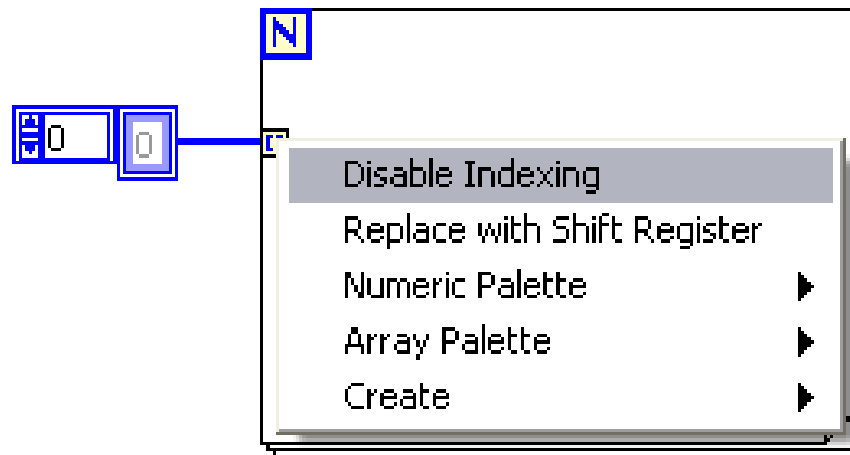 N
0 0
Disable Indexing
Replace with Shift Register
Numeric Palette
Array Palette
Create